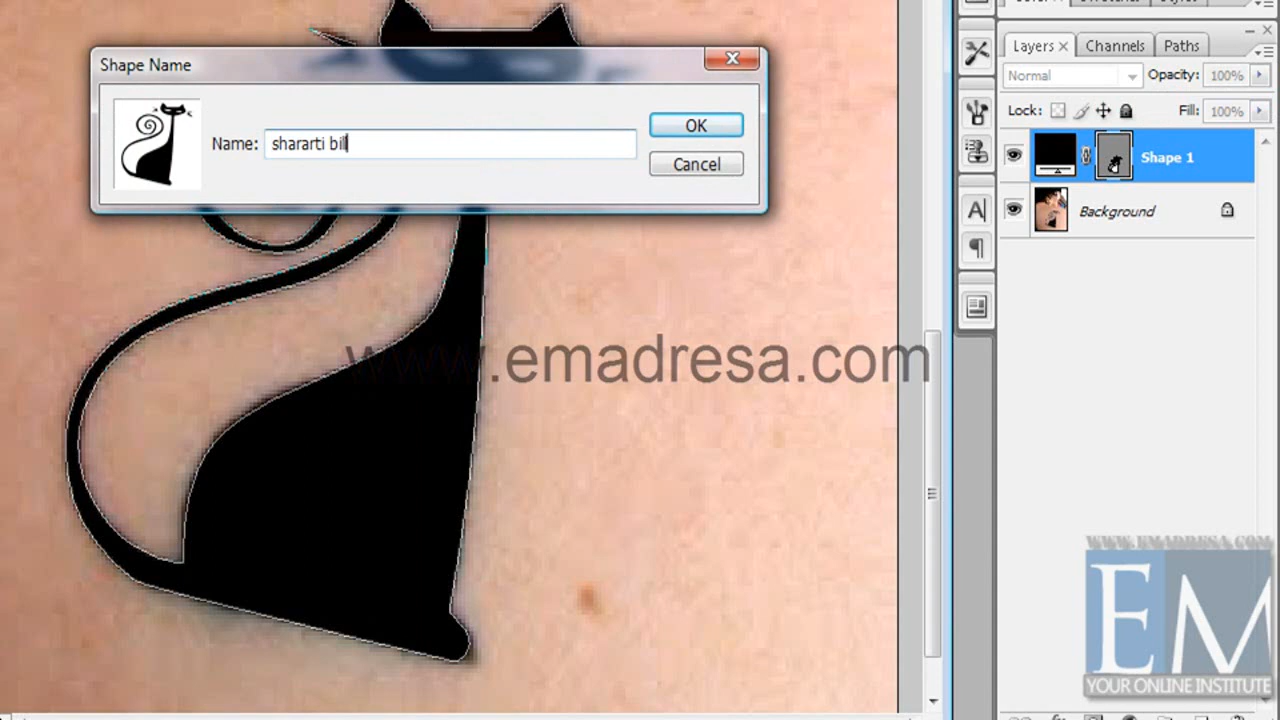 Shape Name
Name: shararti bil
OK
Cancel
Layers x Channels Paths
Normal Opacity: 100%
Lock: Fill: 100%
Shape 1
Background
www.emadresa.com
WWW.EMADRESA.COM
EM
YOUR ONLINE INSTITUTE